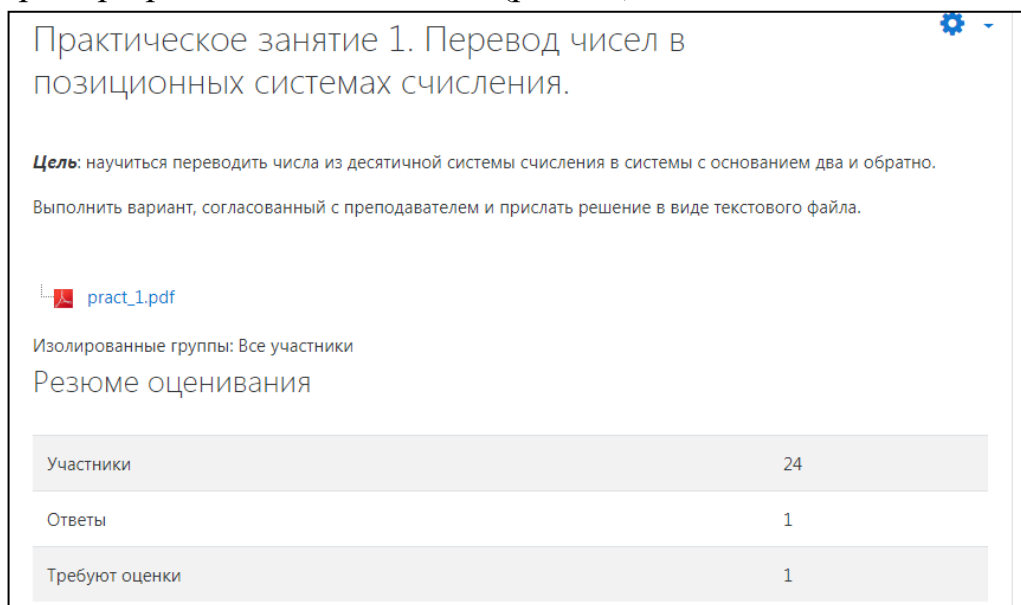 Практическое занятие 1. Перевод чисел в
позиционных системах счисления.
Цель: научиться переводить числа из десятичной системы счисления в системы с основанием два и обратно.
Выполнить вариант, согласованный с преподавателем и прислать решение в виде текстового файла.
pract_1.pdf
Изолированные группы: Все участники
Резюме оценивания
Участники 24
Ответы 1
Требуют оценки 1